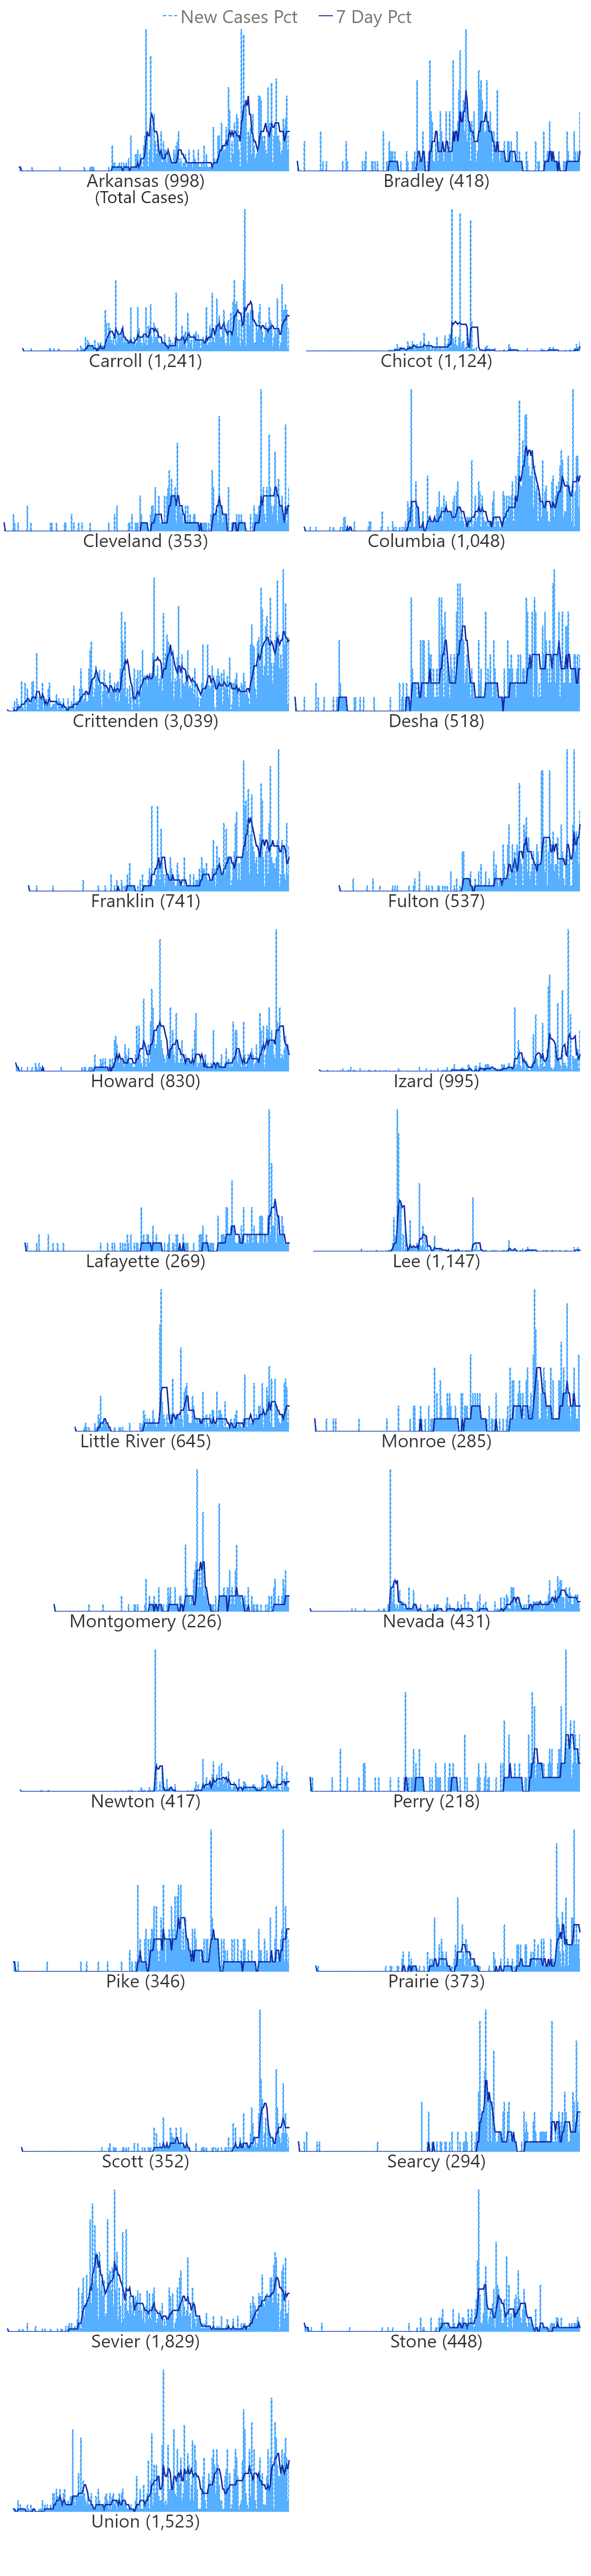 New Cases Pct 7 Day Pct
Arkansas (998)
(Total Cases)
Bradley (418)
Carroll (1,241)
Chicot (1,124)
Cleveland (353)
Columbia (1,048)
Crittenden (3,039)
Desha (518)
Franklin (741)
Fulton (537)
Howard (830)
Izard (995)
Lafayette (269)
Lee (1,147)
Little River (645)
Monroe (285)
Montgomery (226)
Nevada (431)
Newton (417)
Perry (218)
Pike (346)
Prairie (373)
Scott (352)
Searcy (294)
Sevier (1,829)
Stone (448)
Union (1,523)